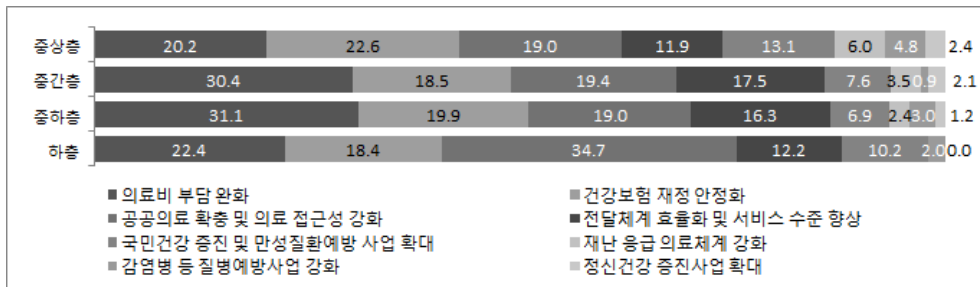 중상층 20.2 22.6 19.0 11.9 13.1 6.0 4.8 2.4
중간층 30.4 18.5 19.4 17.5 7.6 3.5 0.9 2.1
중하층 31.1 19.9 19.0 16.3 6.9 2.4 3.0 1.2
하층 22.4 18.4 34.7 12.2 10.2 2.0 0.0
의료비 부담 완화 건강보험 재정 안정화
공공의료 확충 및 의료 접근성 강화 전달체계 효율화 및 서비스 수준 향상
국민건강 증진 및 만성질환예방 사업 확대 재난 응급 의료체계 강화
감염병 등 질병예방사업 강화 정신건강 증진사업 확대